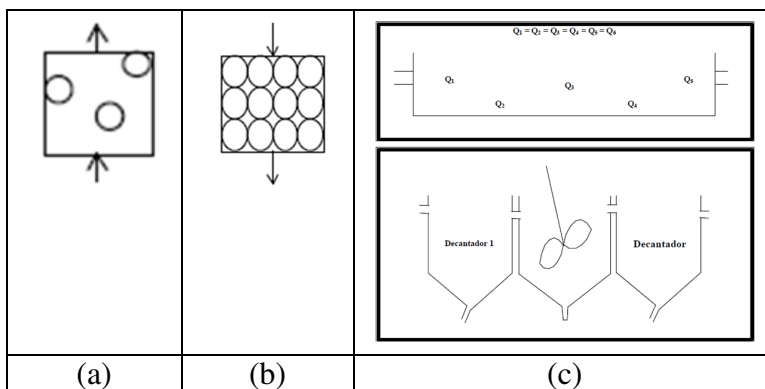 Q₁ = Q₂ = Q₃ = Q₄ = Q₅ = Q₆
Q₁
Q₃
Q₅
Q₂
Q₄
Decantador 1
Decantador
(a)
(b)
(c)